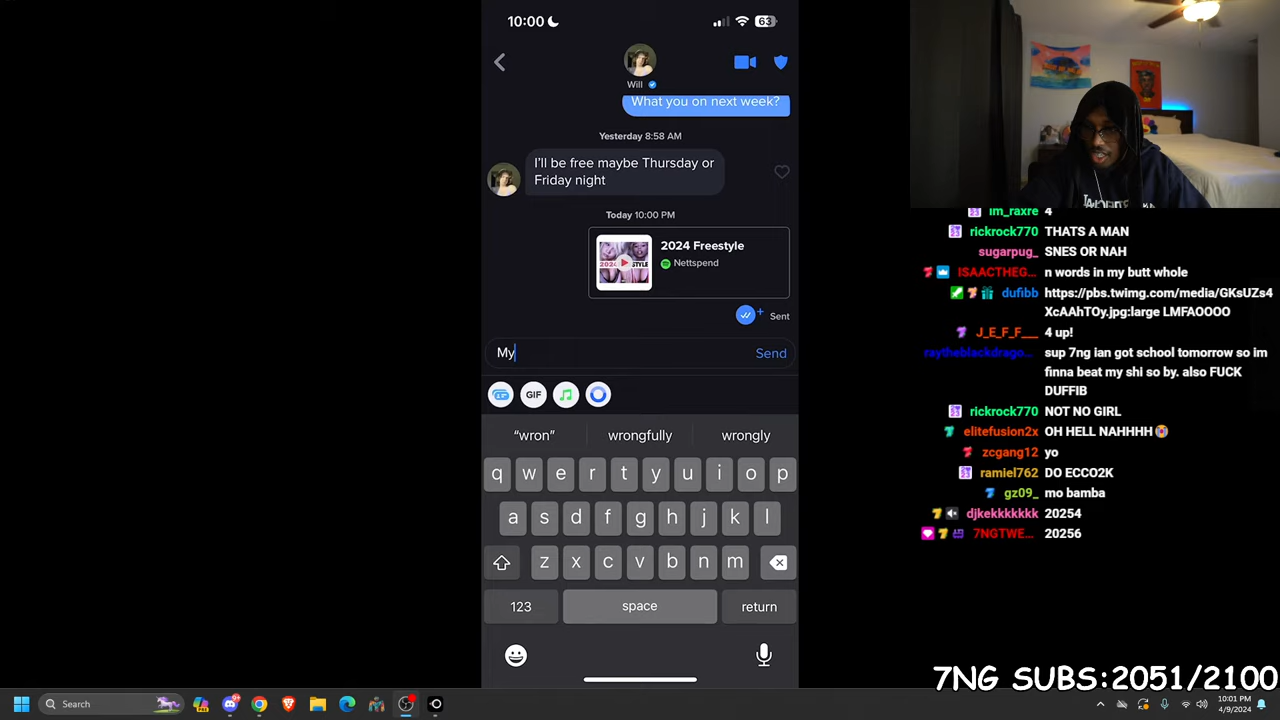 10:00
63
Will
What you on next week?
Yesterday 8:58 AM
I'll be free maybe Thursday or
Friday night
Today 10:00 PM
2024 Freestyle
Nettspend
Sent
My
Send
GIF
"wron" wrongfully wrongly
q w e r t y u i o p
a s d f g h j k l
z x c v b n m
123 space return
im_raxre 4
rickrock770 THATS A MAN
sugarpug_ SNES OR NAH
ISAACTHEG... n words in my butt whole
dufibb https://pbs.twimg.com/media/GKsUZs4
XcAAhTOy.jpg:large LMFAOOOO
J_E_F_F___ 4 up!
raythablackdrago... sup 7ng ian got school tomorrow so im
finna beat my shi so by. also FUCK
DUFFIB
rickrock770 NOT NO GIRL
elitefusion2x OH HELL NAHHHH😭
zcgang12 yo
ramiel762 DO ECCO2K
gz09_ mo bamba
djkekkkkkkk 20254
7NGTWE... 20256
7NG SUBS:2051/2100
Search
10:01 PM
4/9/2024